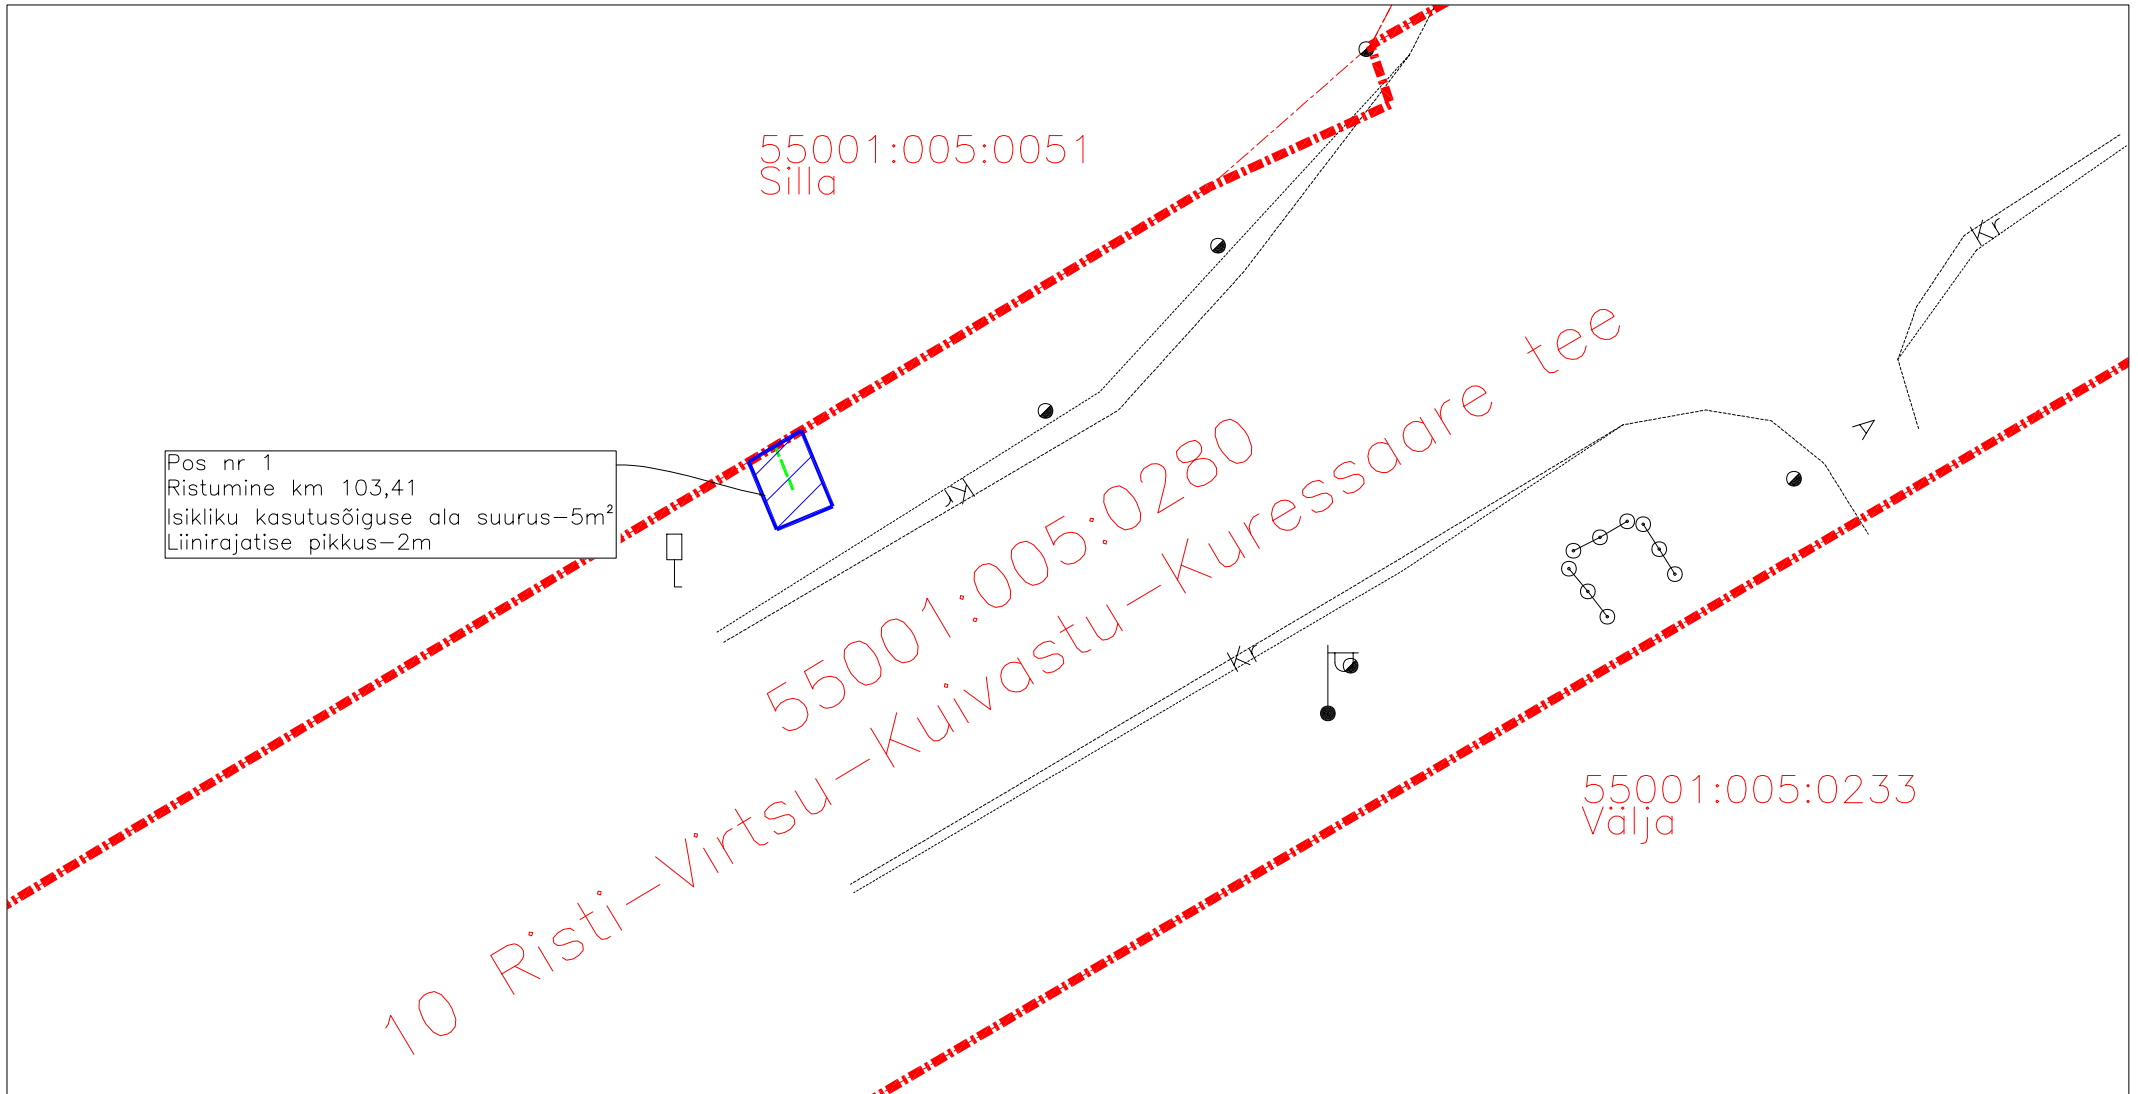 55001:005:0051
Silla
Kr
Pos nr 1
Ristumine km 103,41
Isikliku kasutusõiguse ala suurus-5m²
Liinirajatise pikkus-2m
Kr
A
55001:005:0280
10 Risti-Virtsu-Kuivastu-Kuressaare tee
Kr
55001:005:0233
Välja